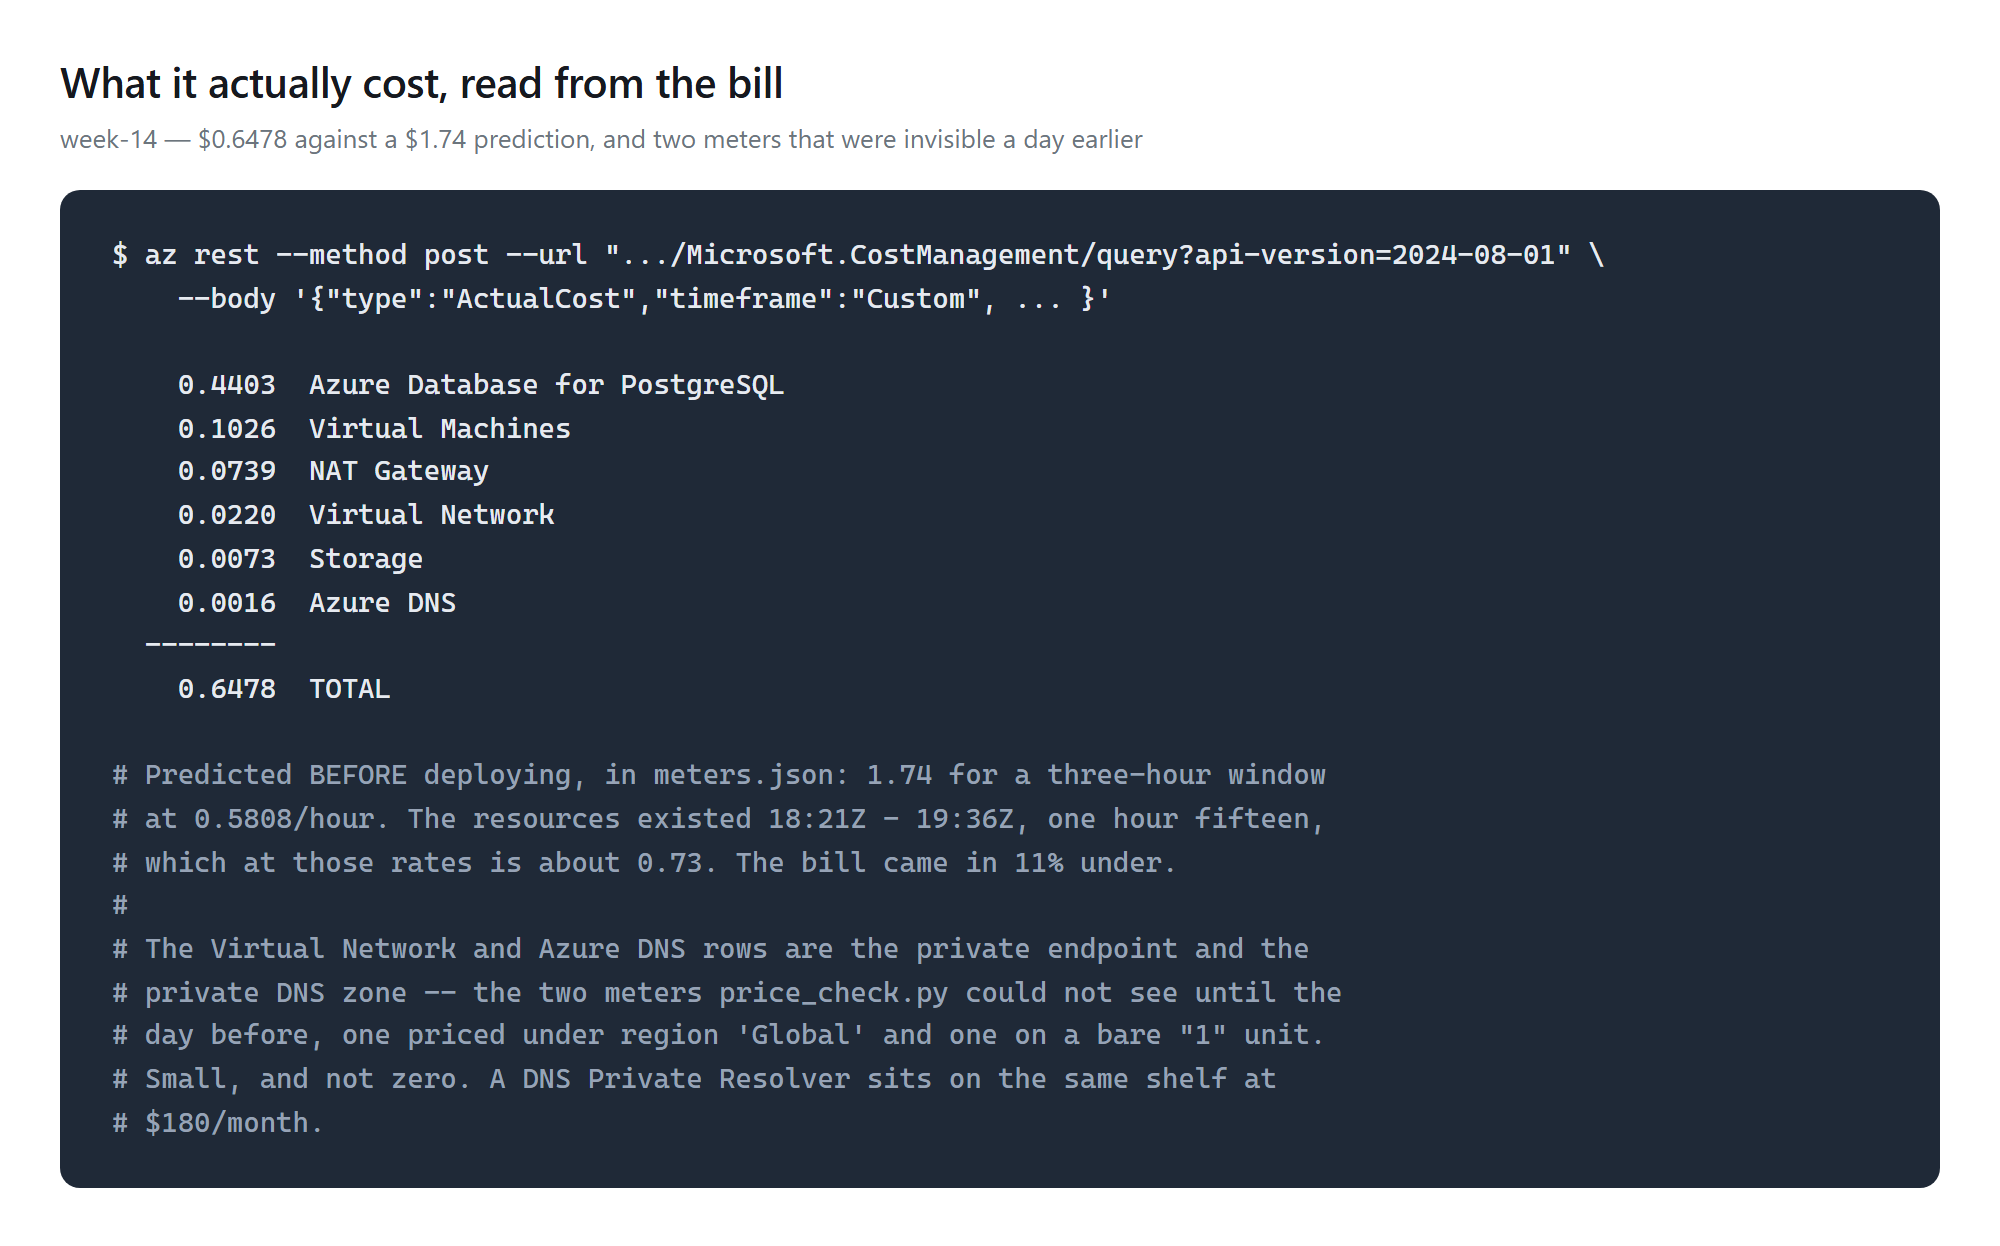 What it actually cost, read from the bill
week-14 — $0.6478 against a $1.74 prediction, and two meters that were invisible a day earlier
$ az rest --method post --url ".../Microsoft.CostManagement/query?api-version=2024-08-01" \
--body '{"type":"ActualCost","timeframe":"Custom", ... }'
0.4403 Azure Database for PostgreSQL
0.1026 Virtual Machines
0.0739 NAT Gateway
0.0220 Virtual Network
0.0073 Storage
0.0016 Azure DNS
--------
0.6478 TOTAL
# Predicted BEFORE deploying, in meters.json: 1.74 for a three-hour window
# at 0.5808/hour. The resources existed 18:21Z - 19:36Z, one hour fifteen,
# which at those rates is about 0.73. The bill came in 11% under.
#
# The Virtual Network and Azure DNS rows are the private endpoint and the
# private DNS zone -- the two meters price_check.py could not see until the
# day before, one priced under region 'Global' and one on a bare "1" unit.
# Small, and not zero. A DNS Private Resolver sits on the same shelf at
# $180/month.